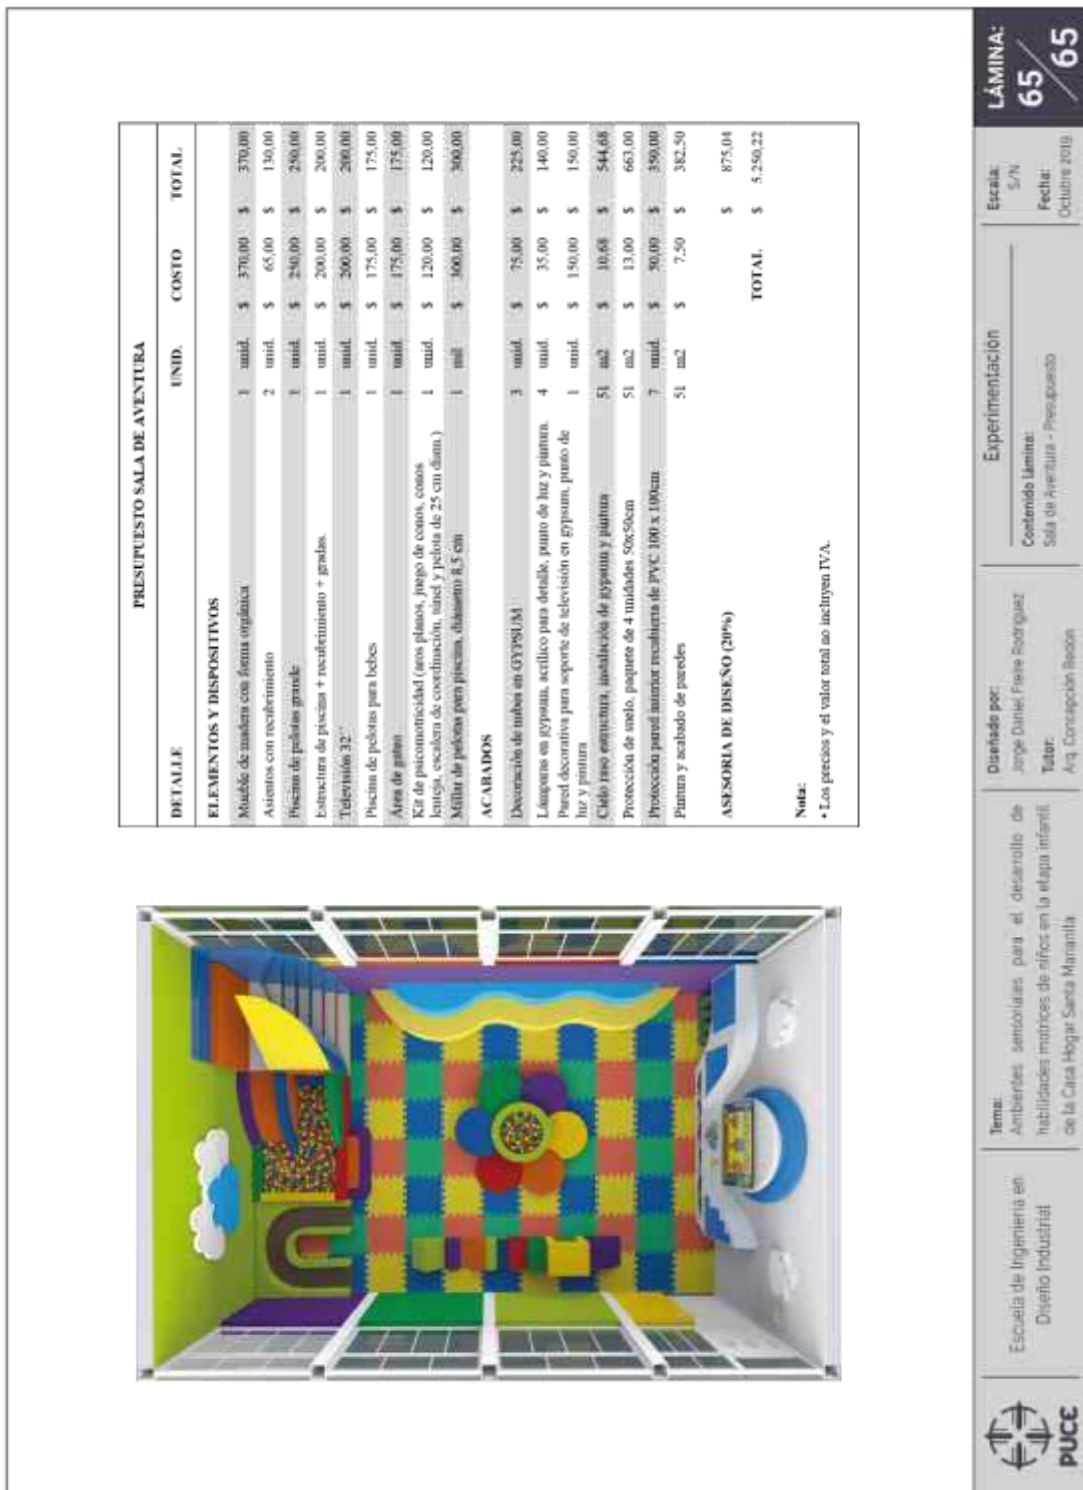 PRESUPUESTO SALA DE AVENTURA
DETALLE UNID. COSTO TOTAL
ELEMENTOS Y DISPOSITIVOS
Mueble de madera con forma orgánica 1 unid. $ 370,00 $ 370,00
Asientos con recubrimiento 2 unid. $ 65,00 $ 130,00
Piscina de pelotas grande 1 unid. $ 250,00 $ 250,00
Estructura de piscina + recubrimiento + gradas. 1 unid. $ 200,00 $ 200,00
Televisión 32´´ 1 unid. $ 200,00 $ 200,00
Piscina de pelotas para bebes 1 unid. $ 175,00 $ 175,00
Área de gateo 1 unid. $ 175,00 $ 175,00
Kit de psicomotricidad (aros planos, juego de conos, conos
lenteja, escalera de coordinación, túnel y pelota de 25 cm diam.) 1 unid. $ 120,00 $ 120,00
Millar de pelotas para piscina, diámetro 8,5 cm 1 mil $ 300,00 $ 300,00
ACABADOS
Decoración de nubes en GYPSUM 3 unid. $ 75,00 $ 225,00
Lámparas en gypsum, acrílico para detalle, punto de luz y pintura. 4 unid. $ 35,00 $ 140,00
Pared decorativa para soporte de televisión en gypsum, punto de
luz y pintura 1 unid. $ 150,00 $ 150,00
Cielo raso estructura, instalación de gypsum y pintura 51 m2 $ 10,68 $ 544,68
Protección de suelo, paquete de 4 unidades 50x50cm 51 m2 $ 13,00 $ 663,00
Protección pared interior recubierta de PVC 100 x 100cm 7 unid. $ 50,00 $ 350,00
Pintura y acabado de paredes 51 m2 $ 7,50 $ 382,50
ASESORIA DE DISEÑO (20%) $ 875,04
TOTAL $ 5.250,22
Nota:
• Los precios y el valor total no incluyen IVA.
PUCE
Escuela de Ingeniería en
Diseño Industrial
Tema:
Ambientes sensoriales para el desarrollo de
habilidades motrices de niños en la etapa infantil
de la Casa Hogar Santa Marianita
Diseñado por:
Jorge Daniel Freire Rodríguez
Tutor:
Arq. Concepción Bedón
Experimentación
Contenido lámina:
Sala de Aventura - Presupuesto
Escala:
S/N
Fecha:
Octubre 2019
LÁMINA:
65/65